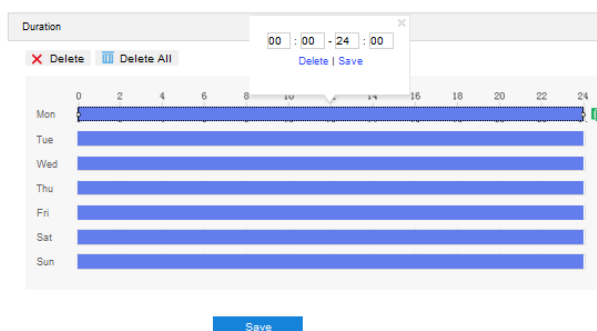 Duration
00 : 00 - 24 : 00
Delete | Save
Delete Delete All
0 2 4 6 8 10 12 14 16 18 20 22 24
Mon
Tue
Wed
Thu
Fri
Sat
Sun
Save